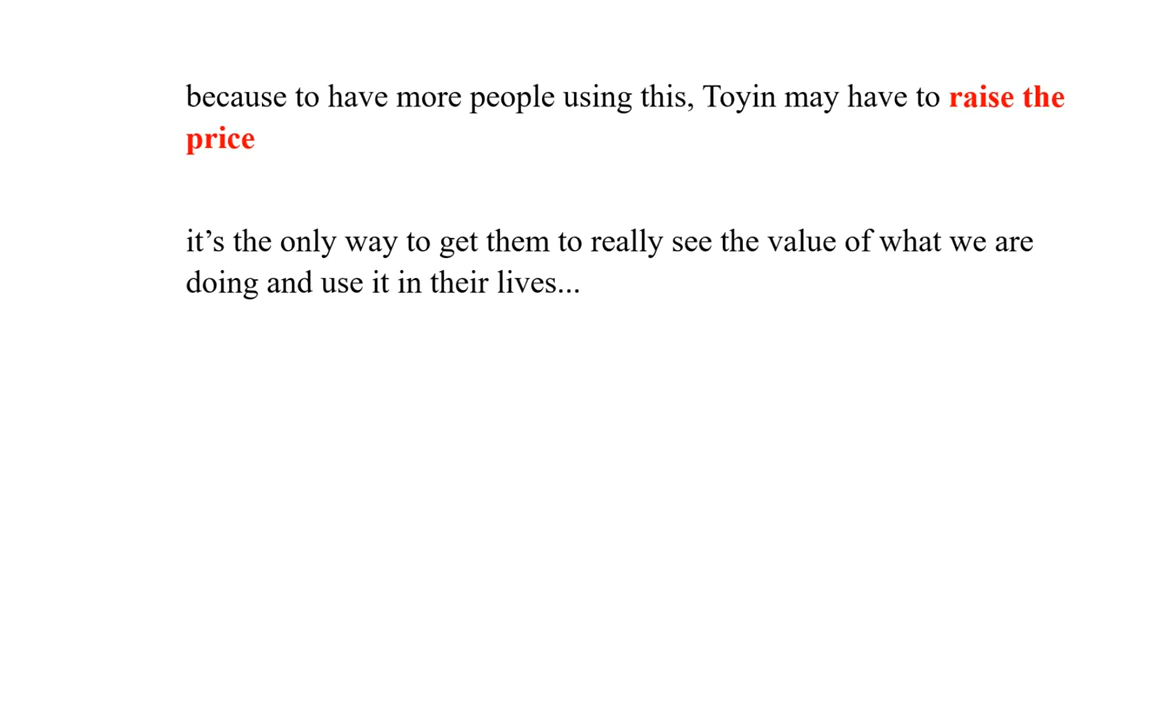 because to have more people using this, Toyin may have to raise the
price
it’s the only way to get them to really see the value of what we are
doing and use it in their lives...